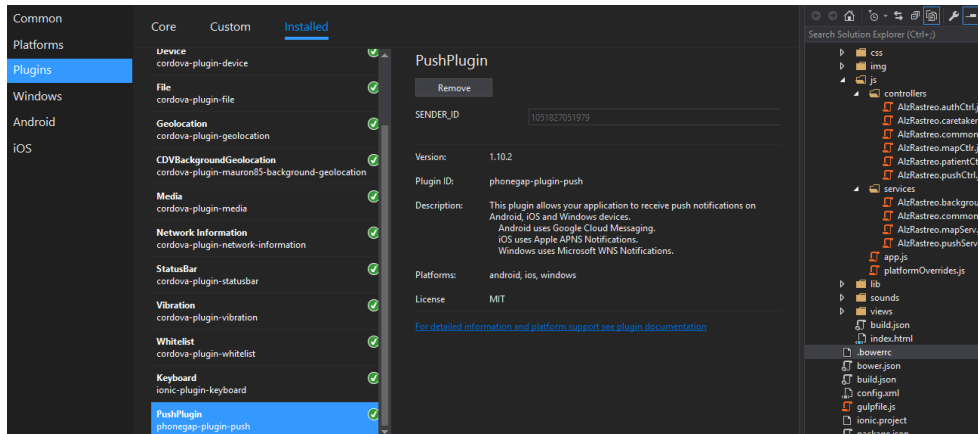 Common
Platforms
Plugins
Windows
Android
iOS
Core
Custom
Installed
Device
cordova-plugin-device
File
cordova-plugin-file
Geolocation
cordova-plugin-geolocation
CDVBackgroundGeolocation
cordova-plugin-mauron85-background-geolocation
Media
cordova-plugin-media
Network Information
cordova-plugin-network-information
StatusBar
cordova-plugin-statusbar
Vibration
cordova-plugin-vibration
Whitelist
cordova-plugin-whitelist
Keyboard
ionic-plugin-keyboard
PushPlugin
phonegap-plugin-push
PushPlugin
Remove
SENDER_ID
1051827051979
Version: 1.10.2
Plugin ID: phonegap-plugin-push
Description: This plugin allows your application to receive push notifications on
Android, iOS and Windows devices.
Android uses Google Cloud Messaging.
iOS uses Apple APNS Notifications.
Windows uses Microsoft WNS Notifications.
Platforms: android, ios, windows
License MIT
For detailed information and platform support see plugin documentation
Search Solution Explorer (Ctrl+;)
css
img
js
controllers
AlzRastreo.authCtrl.j
AlzRastreo.caretaker
AlzRastreo.common
AlzRastreo.mapCtlr.j
AlzRastreo.patientCt
AlzRastreo.pushCtrl.
services
AlzRastreo.backgrou
AlzRastreo.common
AlzRastreo.mapServ.
AlzRastreo.pushServ
app.js
platformOverrides.js
lib
sounds
views
build.json
index.html
.bowerrc
bower.json
build.json
config.xml
gulpfile.js
ionic.project
package.json